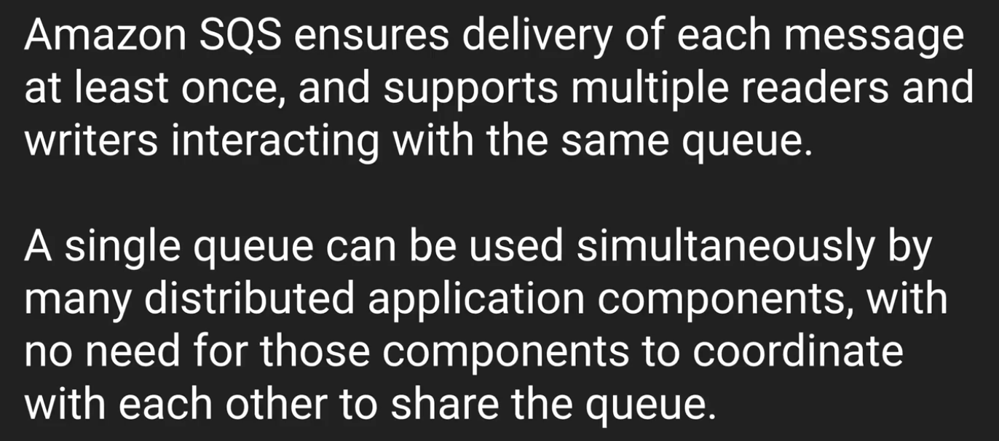 Amazon SQS ensures delivery of each message
at least once, and supports multiple readers and
writers interacting with the same queue.
A single queue can be used simultaneously by
many distributed application components, with
no need for those components to coordinate
with each other to share the queue.